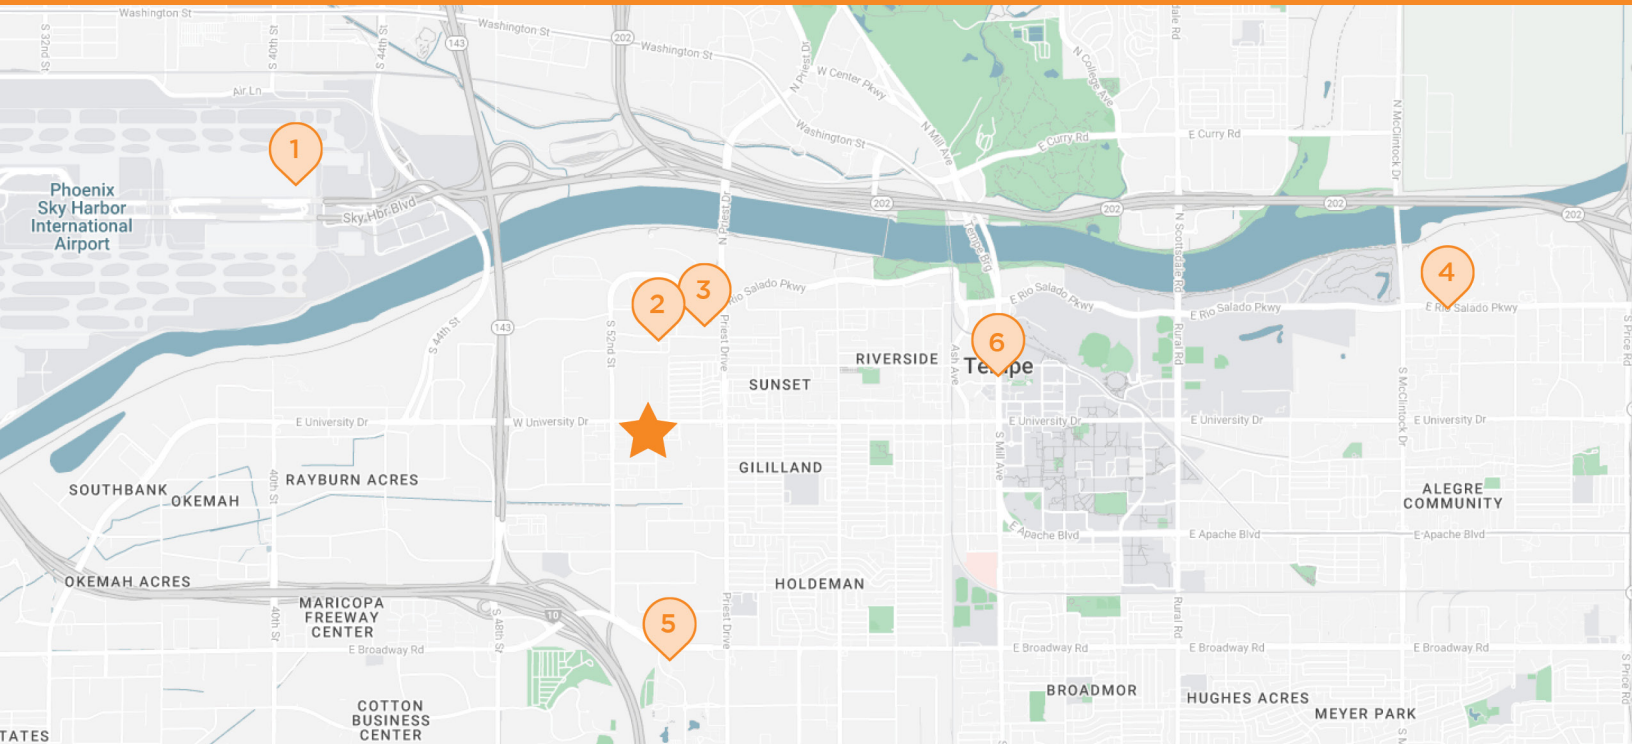 Washington St
Washington St
Washington St
Washington St
S 32nd St
N 40th St
S 44th St
143
202
N Priest Dr
W Center Pkwy
N College Ave
N Mill Ave
E Curry Rd
E Curry Rd
N McClintock Dr
Air Ln
1
Phoenix
Sky Harbor
International
Airport
Sky Hbr Blvd
N Priest Dr
202
202
202
202
N Scottsdale Rd
Tempe Brg
2
3
4
Rio Salado Pkwy
E Rio Salado Pkwy
E Rio Salado Pkwy
E Rio Salado Pkwy
143
S 44th St
S 52nd St
Priest Drive
Ash Ave
Rural Rd
S Price Rd
6
Tempe
RIVERSIDE
SUNSET
S McClintock Dr
E University Dr
W University Dr
E University Dr
E University Dr
S Mill Ave
GILILLAND
RAYBURN ACRES
SOUTHBANK
OKEMAH
40th St
ALEGRE
COMMUNITY
E Apache Blvd
E Apache Blvd
E Apache Blvd
OKEMAH ACRES
HOLDEMAN
MARICOPA
FREEWAY
CENTER
40th St
S 48th St
10
5
Priest Drive
Rural Rd
E Broadway Rd
E Broadway Rd
E Broadway Rd
E Broadway Rd
S Price Rd
BROADMOR
HUGHES ACRES
MEYER PARK
COTTON
BUSINESS
CENTER
TATES